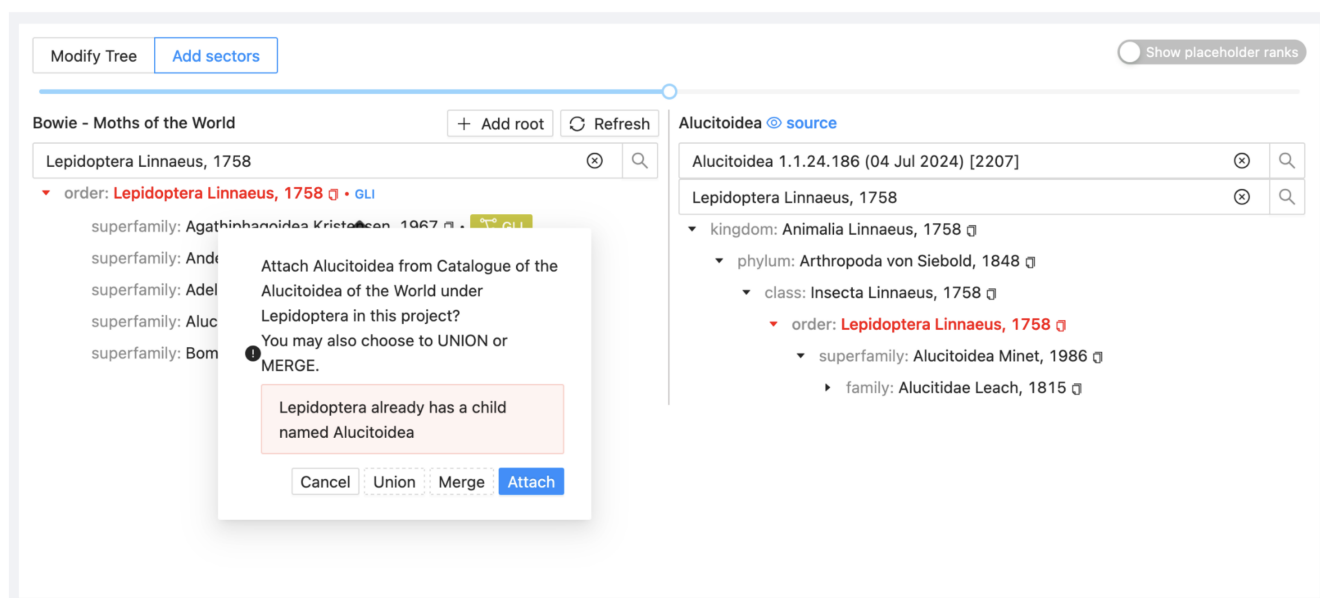 Modify Tree
Add sectors
Show placeholder ranks
Bowie - Moths of the World
+ Add root
Refresh
Lepidoptera Linnaeus, 1758
order: Lepidoptera Linnaeus, 1758 • GLI
superfamily: Agathiphagoidea Kristensen, 1967 • GLI
superfamily: Ande
superfamily: Adel
superfamily: Aluc
superfamily: Bom
Attach Alucitoidea from Catalogue of the
Alucitoidea of the World under
Lepidoptera in this project?
You may also choose to UNION or
MERGE.
Lepidoptera already has a child
named Alucitoidea
Cancel
Union
Merge
Attach
Alucitoidea source
Alucitoidea 1.1.24.186 (04 Jul 2024) [2207]
Lepidoptera Linnaeus, 1758
kingdom: Animalia Linnaeus, 1758
phylum: Arthropoda von Siebold, 1848
class: Insecta Linnaeus, 1758
order: Lepidoptera Linnaeus, 1758
superfamily: Alucitoidea Minet, 1986
family: Alucitidae Leach, 1815